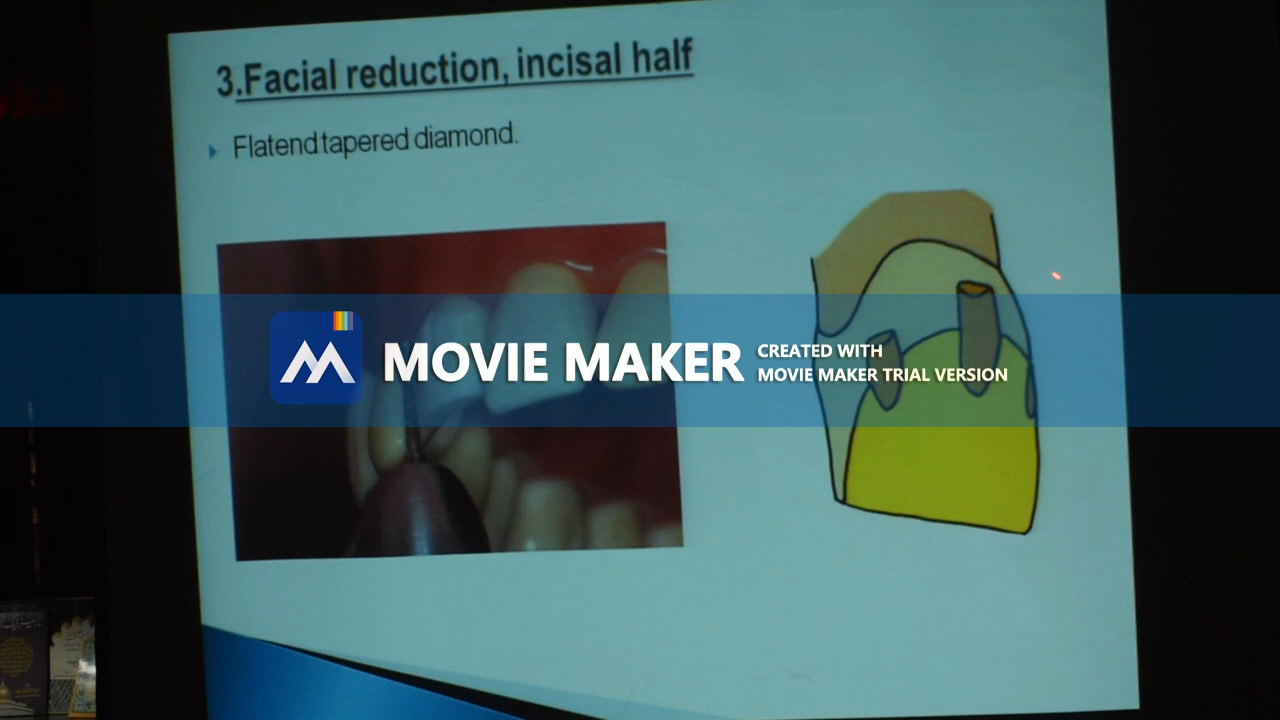 3.Facial reduction, incisal half
Flatend tapered diamond.
MOVIE MAKER
CREATED WITH
MOVIE MAKER TRIAL VERSION